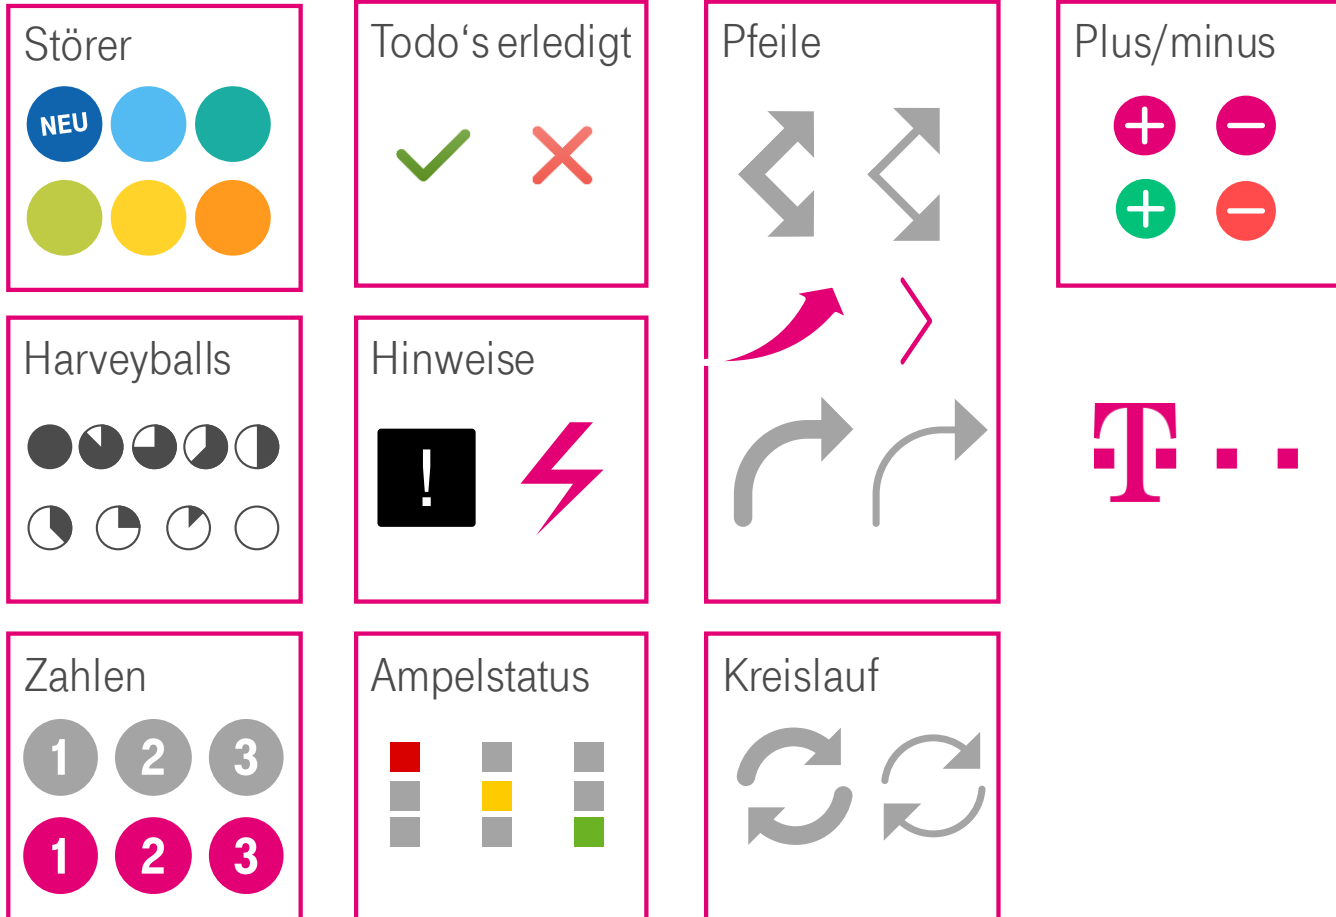 Störer
NEU
Todo‘s erledigt
Pfeile
Plus/minus
Harveyballs
Hinweise
!
T
Zahlen
1 2 3
1 2 3
Ampelstatus
Kreislauf